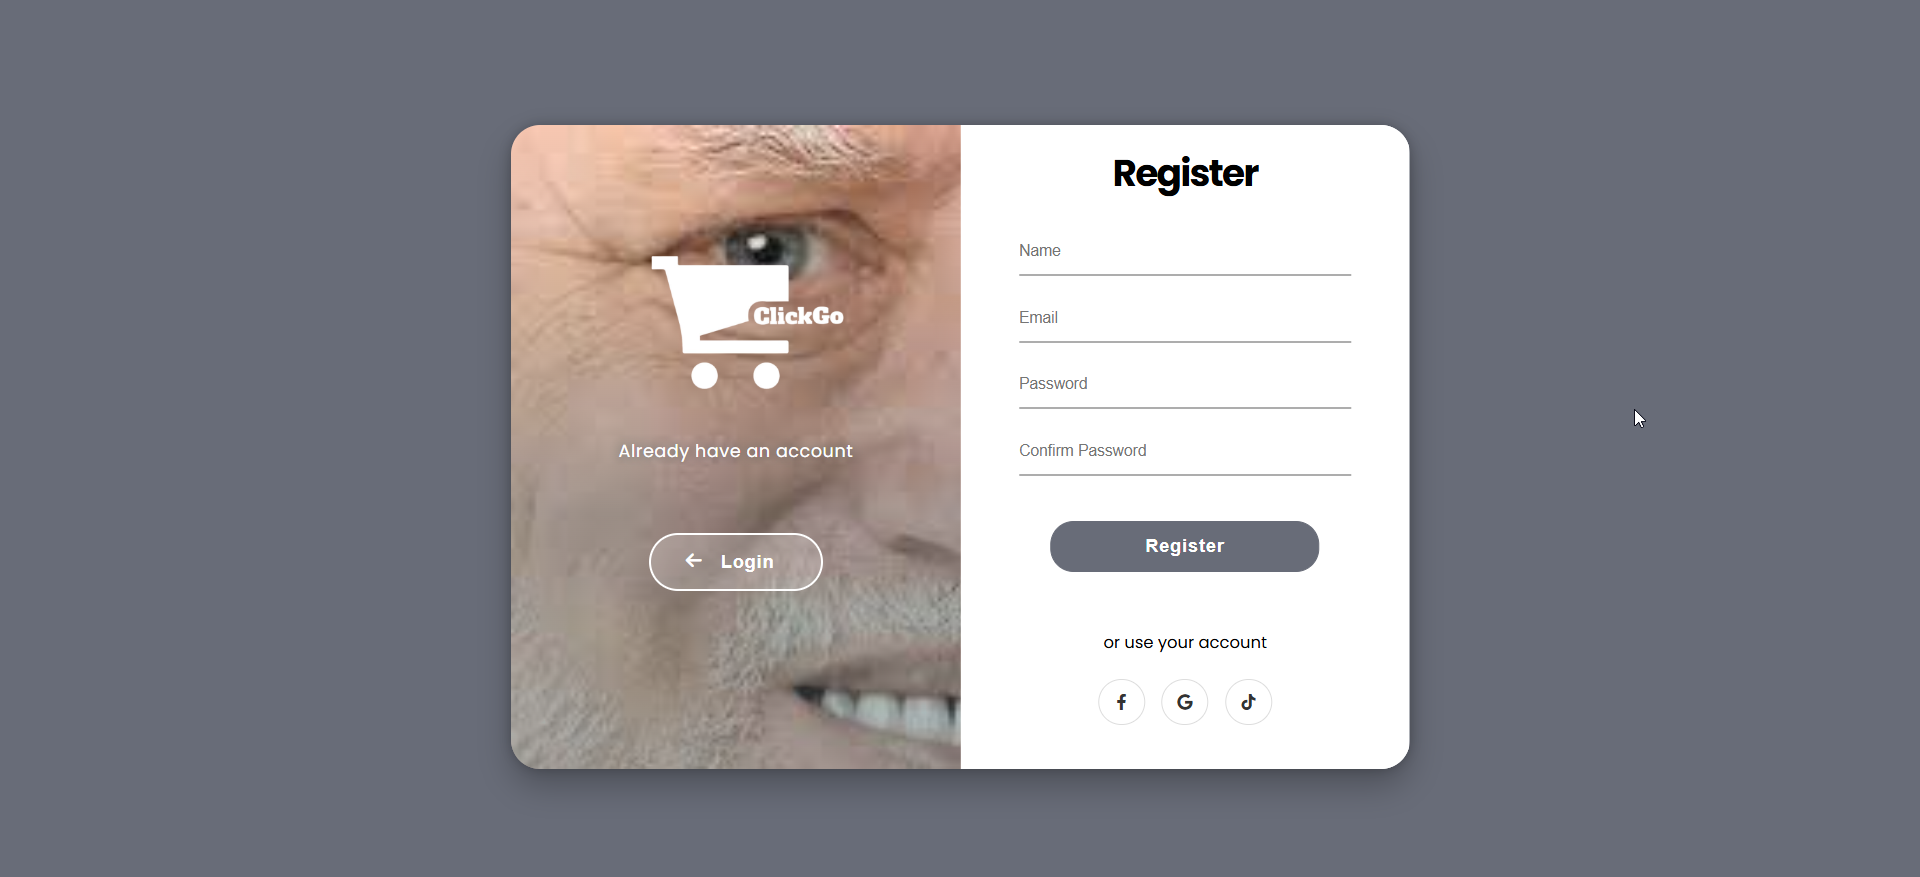 ClickGo
Already have an account
Login
Register
Name
Email
Password
Confirm Password
Register
or use your account